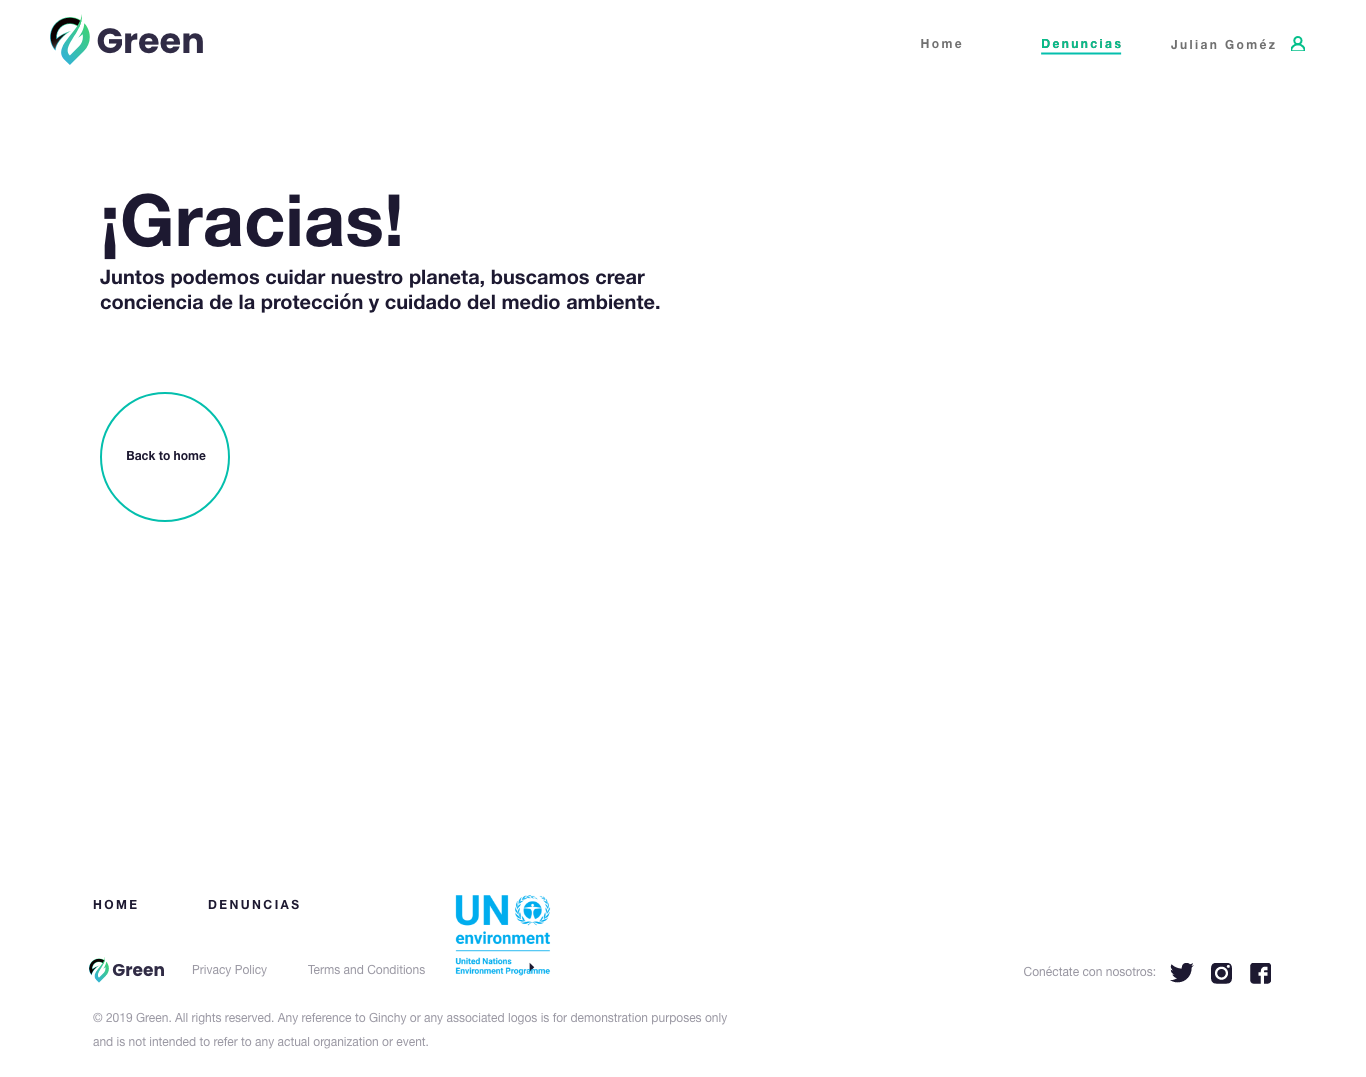 Green
Home
Denuncias
Julian Goméz
¡Gracias!
Juntos podemos cuidar nuestro planeta, buscamos crear
conciencia de la protección y cuidado del medio ambiente.
Back to home
HOME
DENUNCIAS
UN
environment
United Nations
Environment Programme
Green
Privacy Policy
Terms and Conditions
Conéctate con nosotros:
© 2019 Green. All rights reserved. Any reference to Ginchy or any associated logos is for demonstration purposes only
and is not intended to refer to any actual organization or event.